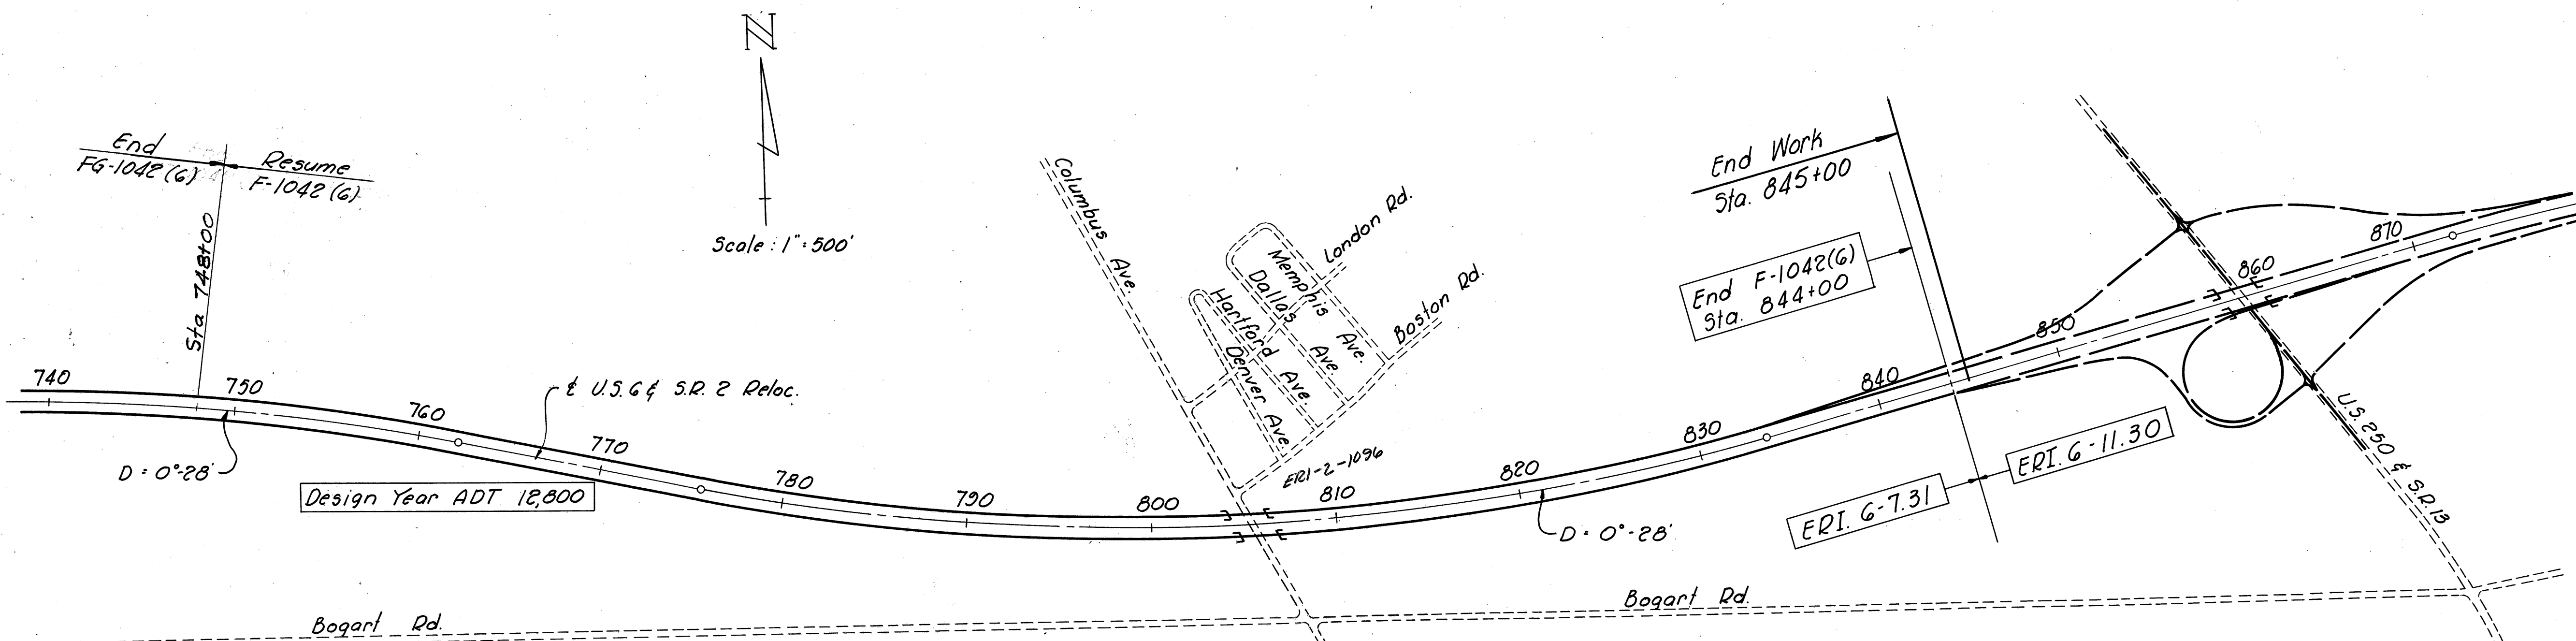 N
Scale : 1" = 500'
End
FG-1042 (6)
Resume
F-1042 (6)
Sta 748+00
740
750
760
770
780
790
800
810
820
830
840
850
860
870
D = 0°-28'
Design Year ADT 12,800
℄ U.S. 6 & S.R. 2 Reloc.
Columbus Ave.
London Rd.
Memphis Ave.
Dallas Ave.
Hartford Ave.
Denver Ave.
Boston Rd.
ERI-2-1096
D = 0°-28'
End Work
Sta. 845+00
End F-1042(6)
Sta. 844+00
ERI. 6-7.31
ERI. 6-11.30
U.S. 250 & S.R. 13
Bogart Rd.
Bogart Rd.